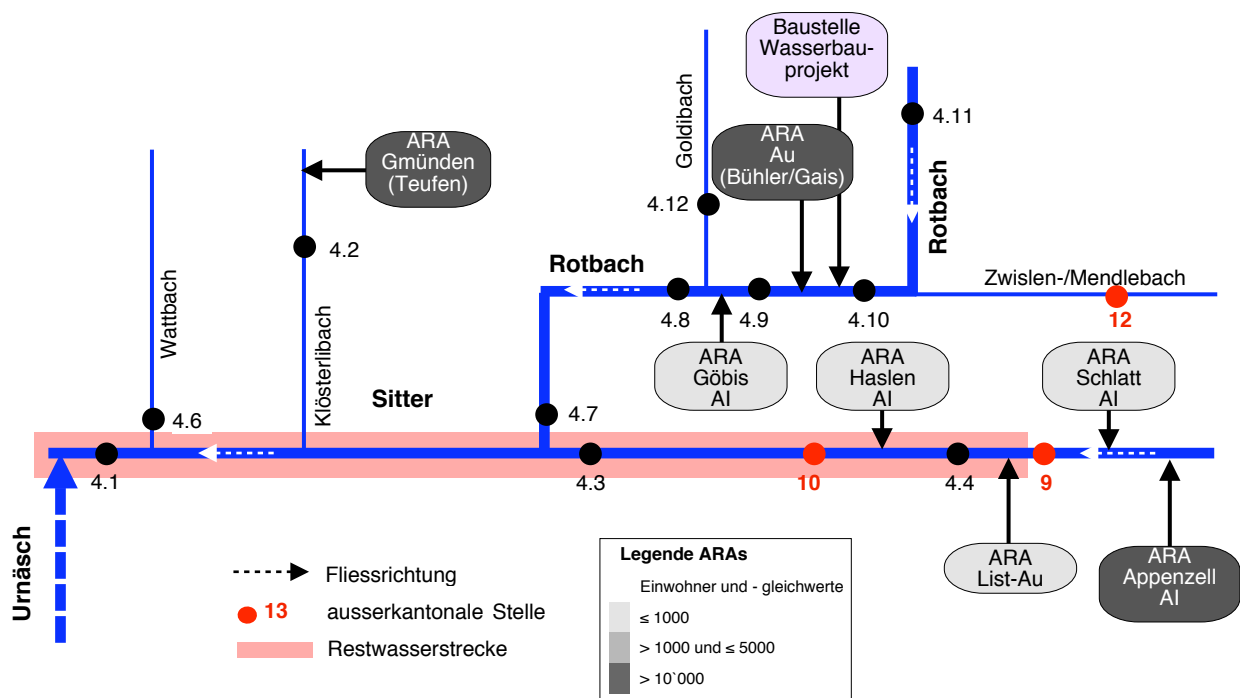 Baustelle
Wasserbau-
projekt
ARA
Gmünden
(Teufen)
Goldibach
ARA
Au
(Bühler/Gais)
4.11
Rotbach
4.12
4.2
Wattbach
Klösterlibach
Rotbach
Zwislen-/Mendlebach
4.8
4.9
4.10
12
ARA
Göbis
AI
ARA
Haslen
AI
ARA
Schlatt
AI
Sitter
4.6
4.7
4.1
4.3
10
4.4
9
Urnäsch
Fliessrichtung
13 ausserkantonale Stelle
Restwasserstrecke
Legende ARAs
Einwohner und - gleichwerte
≤ 1000
> 1000 und ≤ 5000
> 10`000
ARA
List-Au
ARA
Appenzell
AI